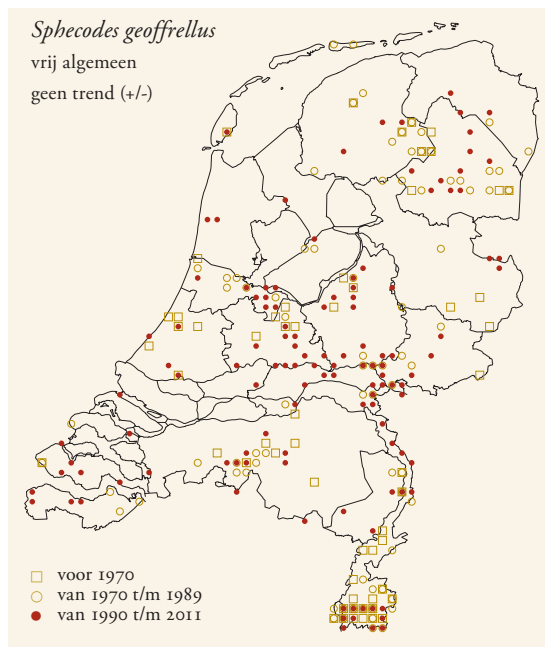 Sphecodes geoffrellus
vrij algemeen
geen trend (+/-)
voor 1970
van 1970 t/m 1989
van 1990 t/m 2011